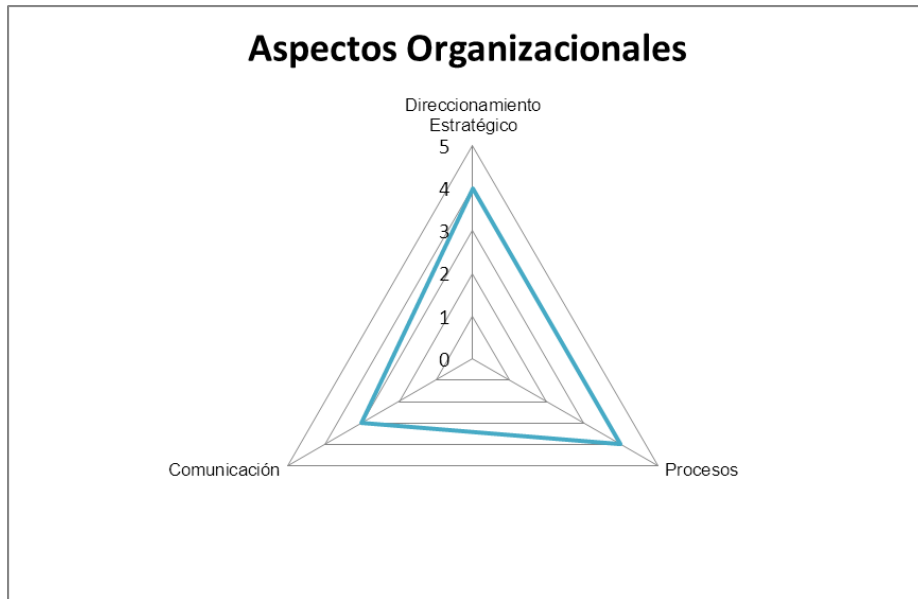 Aspectos Organizacionales
Direccionamiento
Estratégico
5
4
3
2
1
0
Comunicación
Procesos